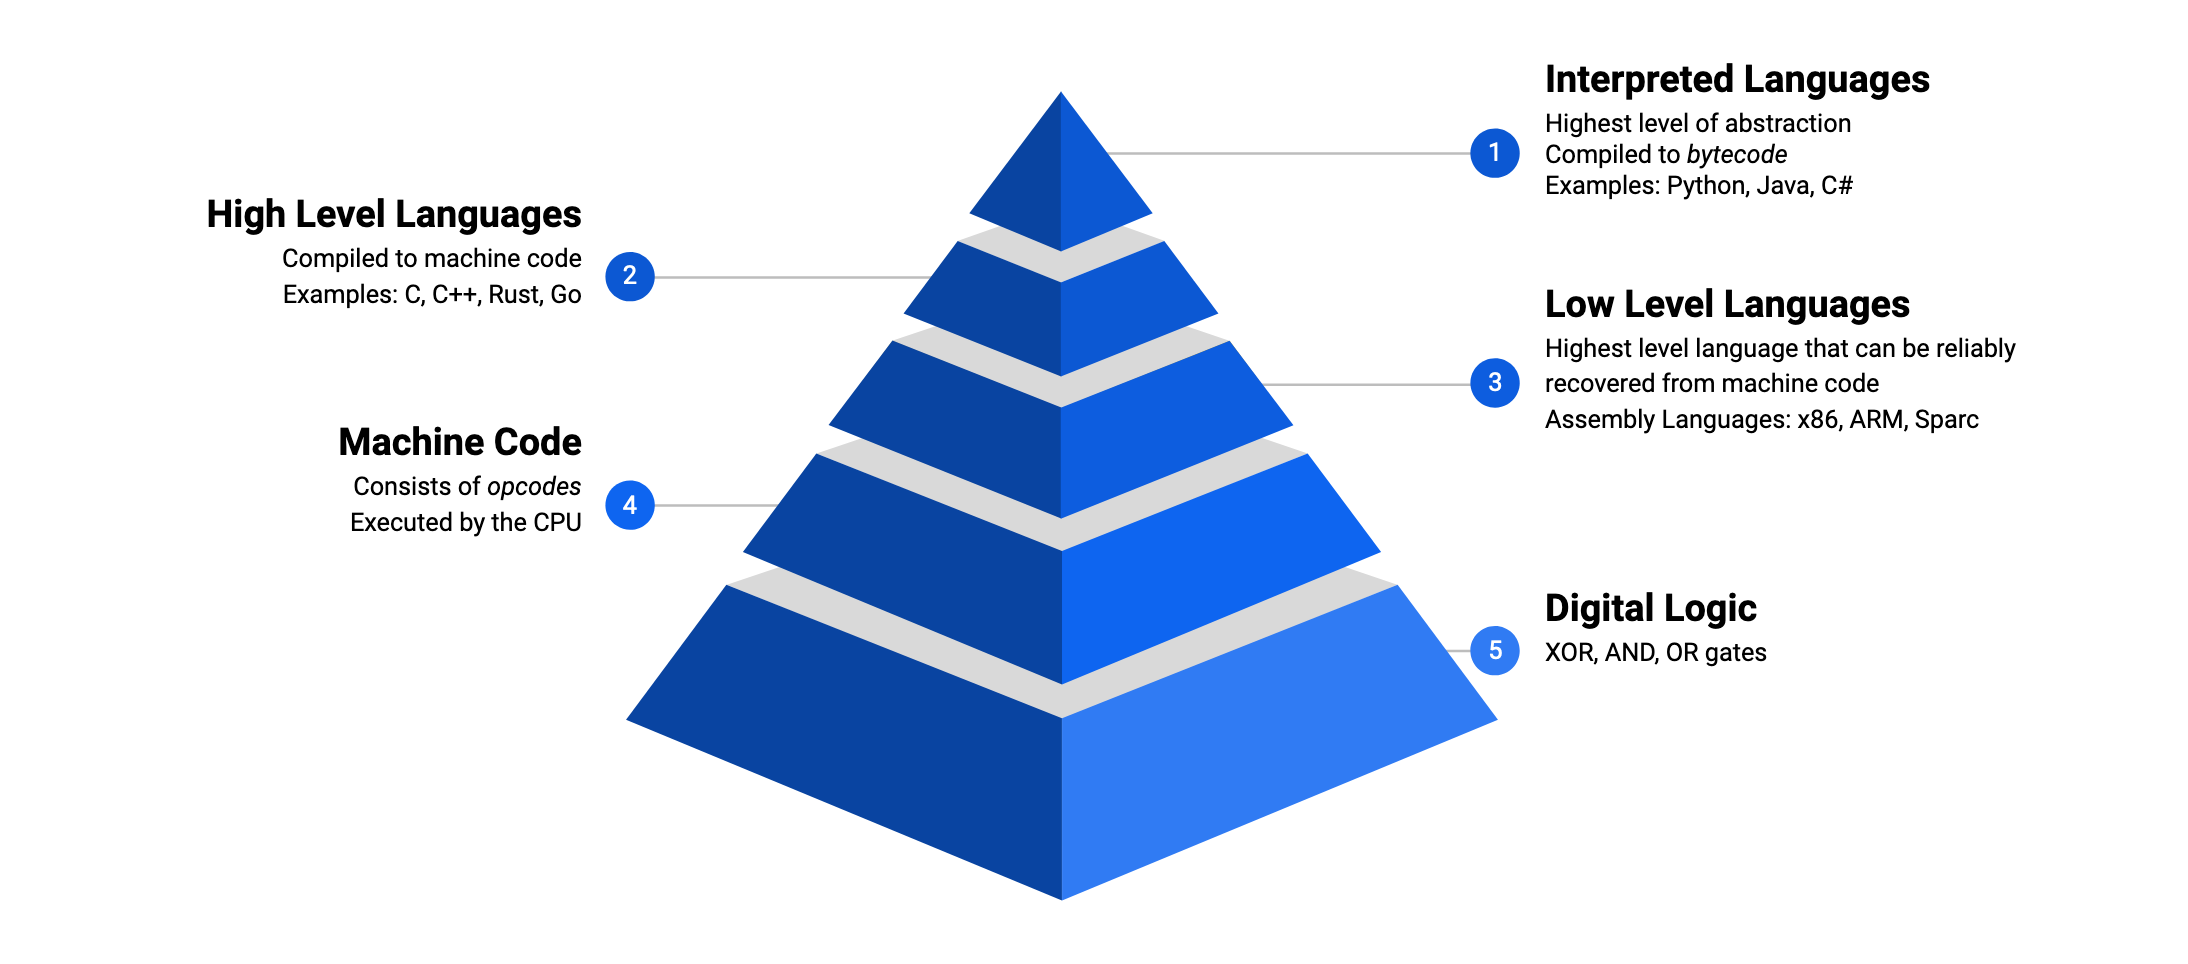 Interpreted Languages
Highest level of abstraction
Compiled to bytecode
Examples: Python, Java, C#
1
High Level Languages
Compiled to machine code
Examples: C, C++, Rust, Go
2
Low Level Languages
Highest level language that can be reliably
recovered from machine code
Assembly Languages: x86, ARM, Sparc
3
Machine Code
Consists of opcodes
Executed by the CPU
4
Digital Logic
XOR, AND, OR gates
5